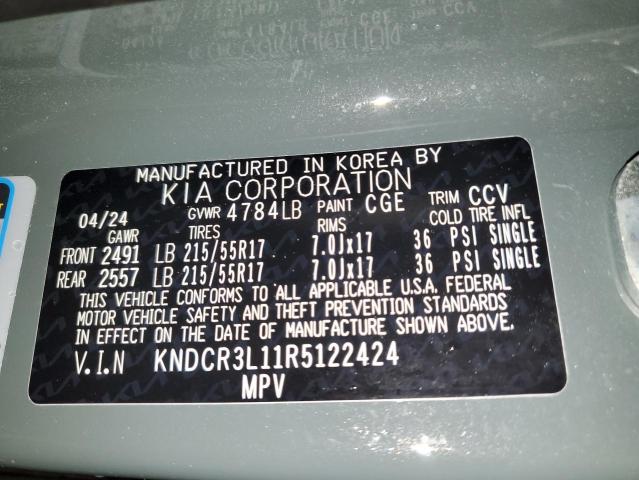 MANUFACTURED IN KOREA BY
KIA CORPORATION
04/24 GVWR 4784LB PAINT CGE TRIM CCV
GAWR TIRES RIMS COLD TIRE INFL
FRONT 2491 LB 215/55R17 7.0Jx17 36 PSI SINGLE
REAR 2557 LB 215/55R17 7.0Jx17 36 PSI SINGLE
THIS VEHICLE CONFORMS TO ALL APPLICABLE U.S.A. FEDERAL
MOTOR VEHICLE SAFETY AND THEFT PREVENTION STANDARDS
IN EFFECT ON THE DATE OF MANUFACTURE SHOWN ABOVE.
V.I.N KNDCR3L11R5122424
MPV